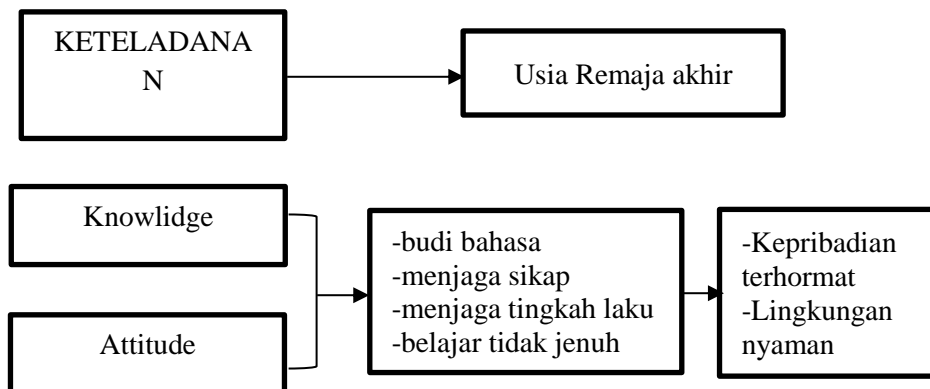 KETELADANA
N
Usia Remaja akhir
Knowlidge
Attitude
-budi bahasa
-menjaga sikap
-menjaga tingkah laku
-belajar tidak jenuh
-Kepribadian
terhormat
-Lingkungan
nyaman